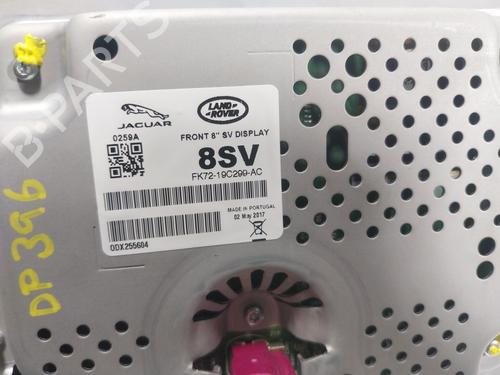 JAGUAR
LAND ROVER
0259A
FRONT 8" SV DISPLAY
8SV
FK72-19C299-AC
MADE IN PORTUGAL
02 May 2017
ODX255604
DP396
B-PARTS